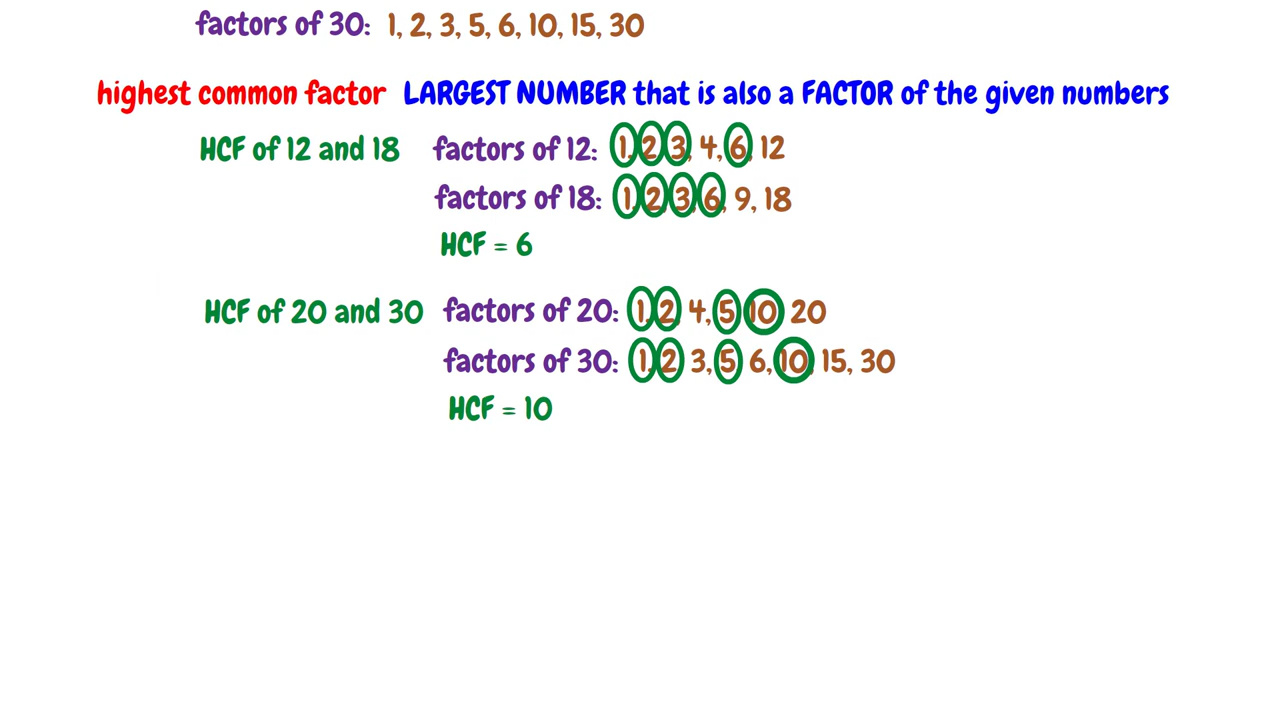 factors of 30: 1, 2, 3, 5, 6, 10, 15, 30
highest common factor LARGEST NUMBER that is also a FACTOR of the given numbers
HCF of 12 and 18 factors of 12: 1, 2, 3, 4, 6, 12
factors of 18: 1, 2, 3, 6, 9, 18
HCF = 6
HCF of 20 and 30 factors of 20: 1, 2, 4, 5, 10, 20
factors of 30: 1, 2, 3, 5, 6, 10, 15, 30
HCF = 10